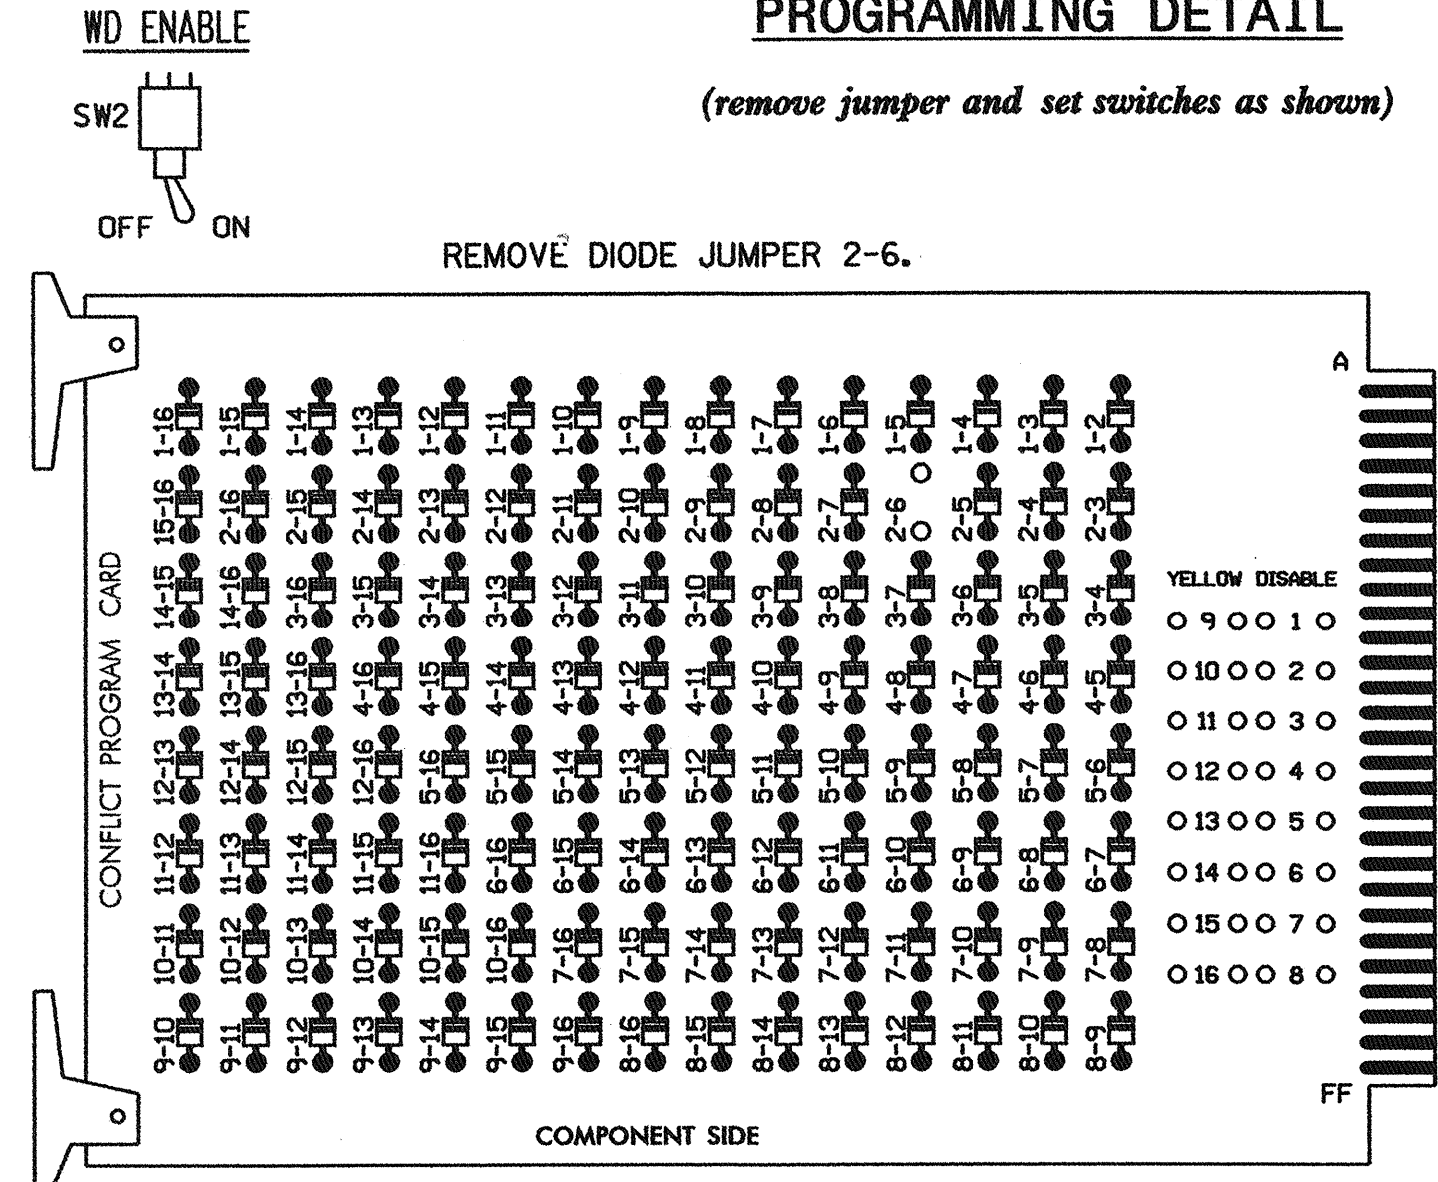 WD ENABLE
PROGRAMMING DETAIL
(remove jumper and set switches as shown)
SW2
OFF ON
REMOVE DIODE JUMPER 2-6.
A
1-16 1-15 1-14 1-13 1-12 1-11 1-10 1-9 1-8 1-7 1-6 1-5 1-4 1-3 1-2
15-16 2-16 2-15 2-14 2-13 2-12 2-11 2-10 2-9 2-8 2-7 2-6 2-5 2-4 2-3
14-15 14-16 3-16 3-15 3-14 3-13 3-12 3-11 3-10 3-9 3-8 3-7 3-6 3-5 3-4
13-14 13-15 13-16 4-16 4-15 4-14 4-13 4-12 4-11 4-10 4-9 4-8 4-7 4-6 4-5
12-13 12-14 12-15 12-16 5-16 5-15 5-14 5-13 5-12 5-11 5-10 5-9 5-8 5-7 5-6
11-12 11-13 11-14 11-15 11-16 6-16 6-15 6-14 6-13 6-12 6-11 6-10 6-9 6-8 6-7
10-11 10-12 10-13 10-14 10-15 10-16 7-16 7-15 7-14 7-13 7-12 7-11 7-10 7-9 7-8
9-10 9-11 9-12 9-13 9-14 9-15 9-16 8-16 8-15 8-14 8-13 8-12 8-11 8-10 8-9
CONFLICT PROGRAM CARD
YELLOW DISABLE
9 1
10 2
11 3
12 4
13 5
14 6
15 7
16 8
FF
COMPONENT SIDE